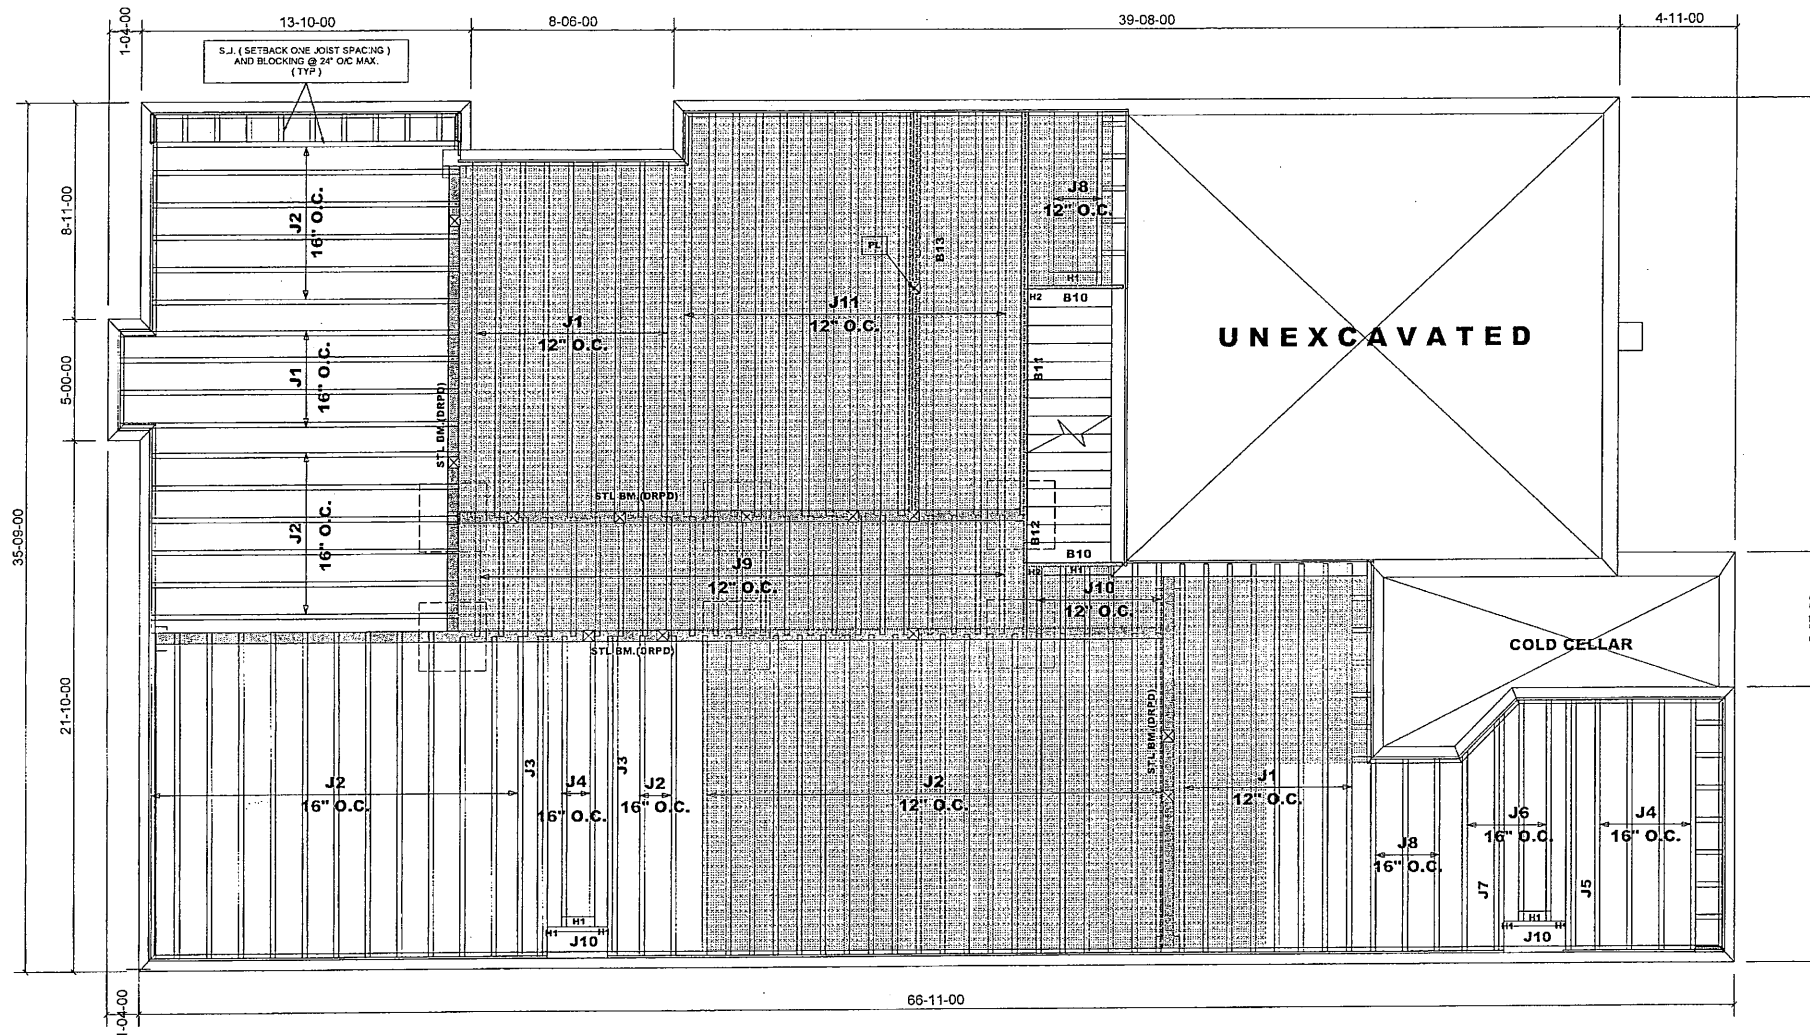 13-10-00
8-06-00
39-08-00
4-11-00
1-04-00
S.J. ( SETBACK ONE JOIST SPACING )
AND BLOCKING @ 24" O/C MAX.
( TYP )
35-09-00
8-11-00
5-00-00
21-10-00
J2
16" O.C.
J1
16" O.C.
J2
16" O.C.
STL BM.(DRPD)
J1
12" O.C.
J11
12" O.C.
PL
B13
J8
12" O.C.
H1
H2
B10
B11
B12
B10
H2
H1
UNEXCAVATED
STL BM.(DRPD)
J9
12" O.C.
J10
12" O.C.
STL BM.(DRPD)
COLD CELLAR
J2
16" O.C.
J3
J4
16" O.C.
J3
J2
16" O.C.
H1
H1
H1
J10
J2
12" O.C.
STL BM.(DRPD)
J1
12" O.C.
J8
16" O.C.
J7
J6
16" O.C.
J5
J4
16" O.C.
H1
H1
J10
66-11-00
1-04-00